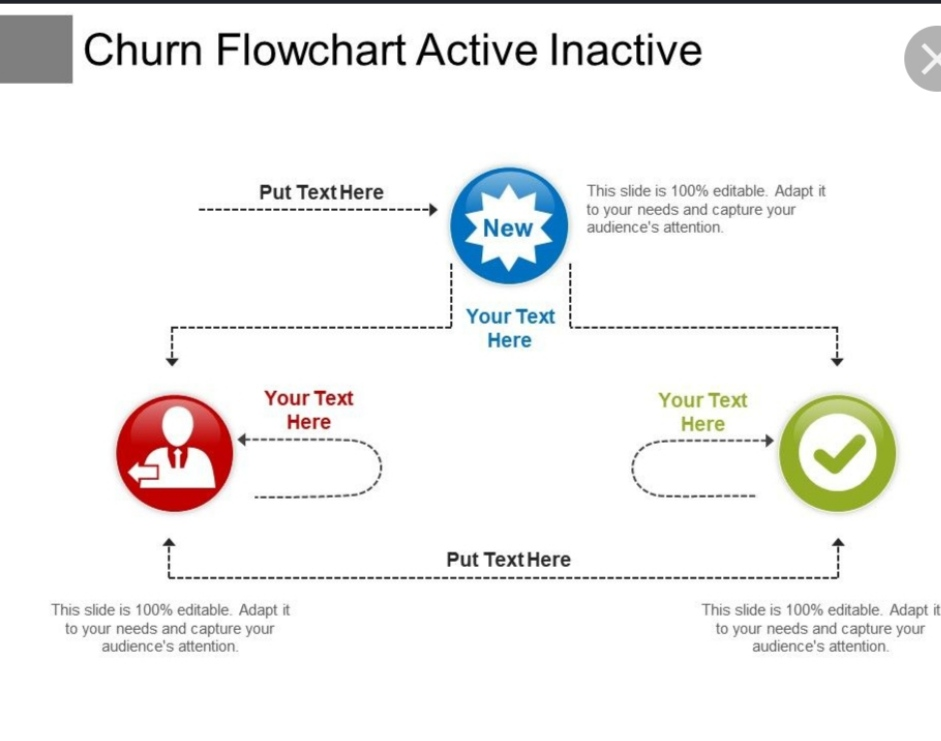 Churn Flowchart Active Inactive
Put Text Here
New
This slide is 100% editable. Adapt it
to your needs and capture your
audience's attention.
Your Text
Here
Your Text
Here
Your Text
Here
Put Text Here
This slide is 100% editable. Adapt it
to your needs and capture your
audience's attention.
This slide is 100% editable. Adapt it
to your needs and capture your
audience's attention.